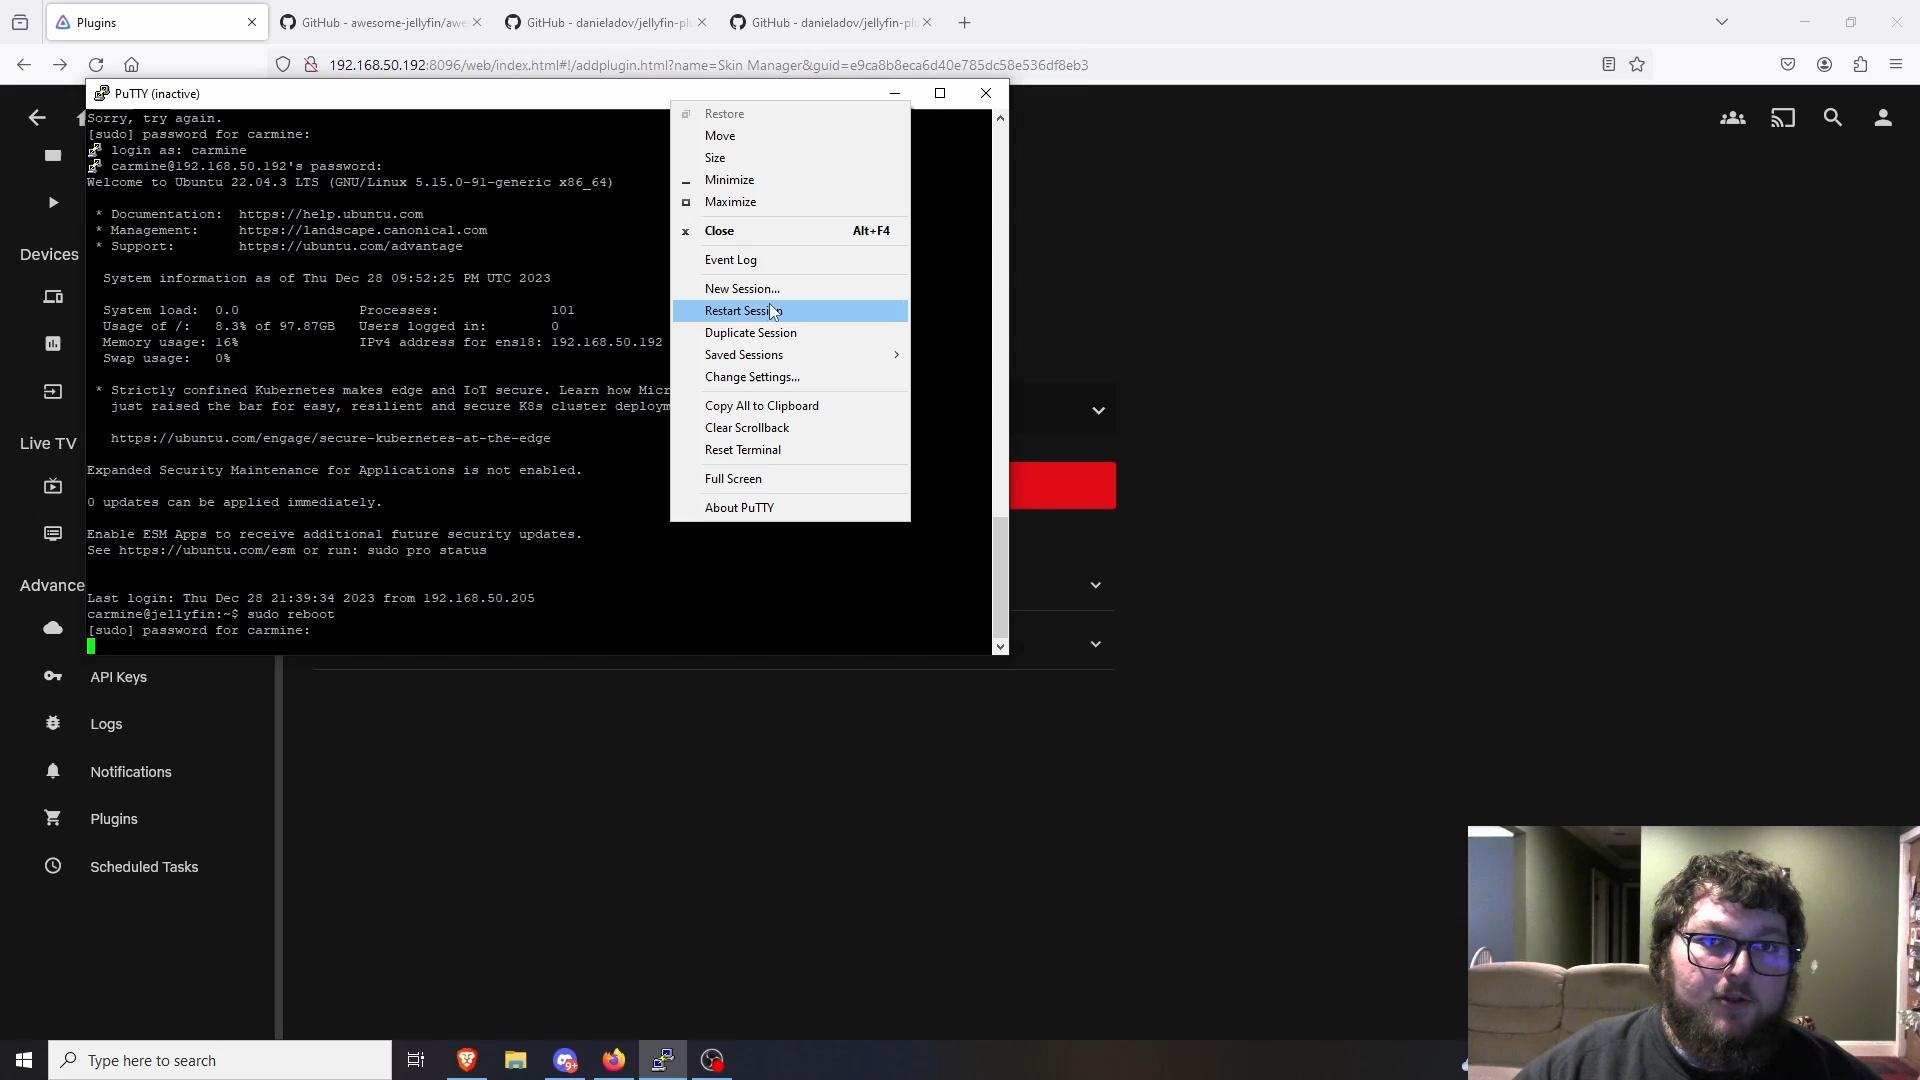 Plugins
GitHub - awesome-jellyfin/awe
GitHub - danieladov/jellyfin-pl
GitHub - danieladov/jellyfin-pl
192.168.50.192:8096/web/index.html#!/addplugin.html?name=Skin Manager&guid=e9ca8b8eca6d40e785dc58e536df8eb3
PuTTY (inactive)
Sorry, try again.
[sudo] password for carmine:
login as: carmine
carmine@192.168.50.192's password:
Welcome to Ubuntu 22.04.3 LTS (GNU/Linux 5.15.0-91-generic x86_64)
* Documentation: https://help.ubuntu.com
* Management: https://landscape.canonical.com
* Support: https://ubuntu.com/advantage
System information as of Thu Dec 28 09:52:25 PM UTC 2023
System load: 0.0 Processes: 101
Usage of /: 8.3% of 97.87GB Users logged in: 0
Memory usage: 16% IPv4 address for ens18: 192.168.50.192
Swap usage: 0%
* Strictly confined Kubernetes makes edge and IoT secure. Learn how Micr
just raised the bar for easy, resilient and secure K8s cluster deploym
https://ubuntu.com/engage/secure-kubernetes-at-the-edge
Expanded Security Maintenance for Applications is not enabled.
0 updates can be applied immediately.
Enable ESM Apps to receive additional future security updates.
See https://ubuntu.com/esm or run: sudo pro status
Last login: Thu Dec 28 21:39:34 2023 from 192.168.50.205
carmine@jellyfin:~$ sudo reboot
[sudo] password for carmine:
Restore
Move
Size
Minimize
Maximize
Close Alt+F4
Event Log
New Session...
Restart Session
Duplicate Session
Saved Sessions
Change Settings...
Copy All to Clipboard
Clear Scrollback
Reset Terminal
Full Screen
About PuTTY
Devices
Live TV
Advance
API Keys
Logs
Notifications
Plugins
Scheduled Tasks
Type here to search